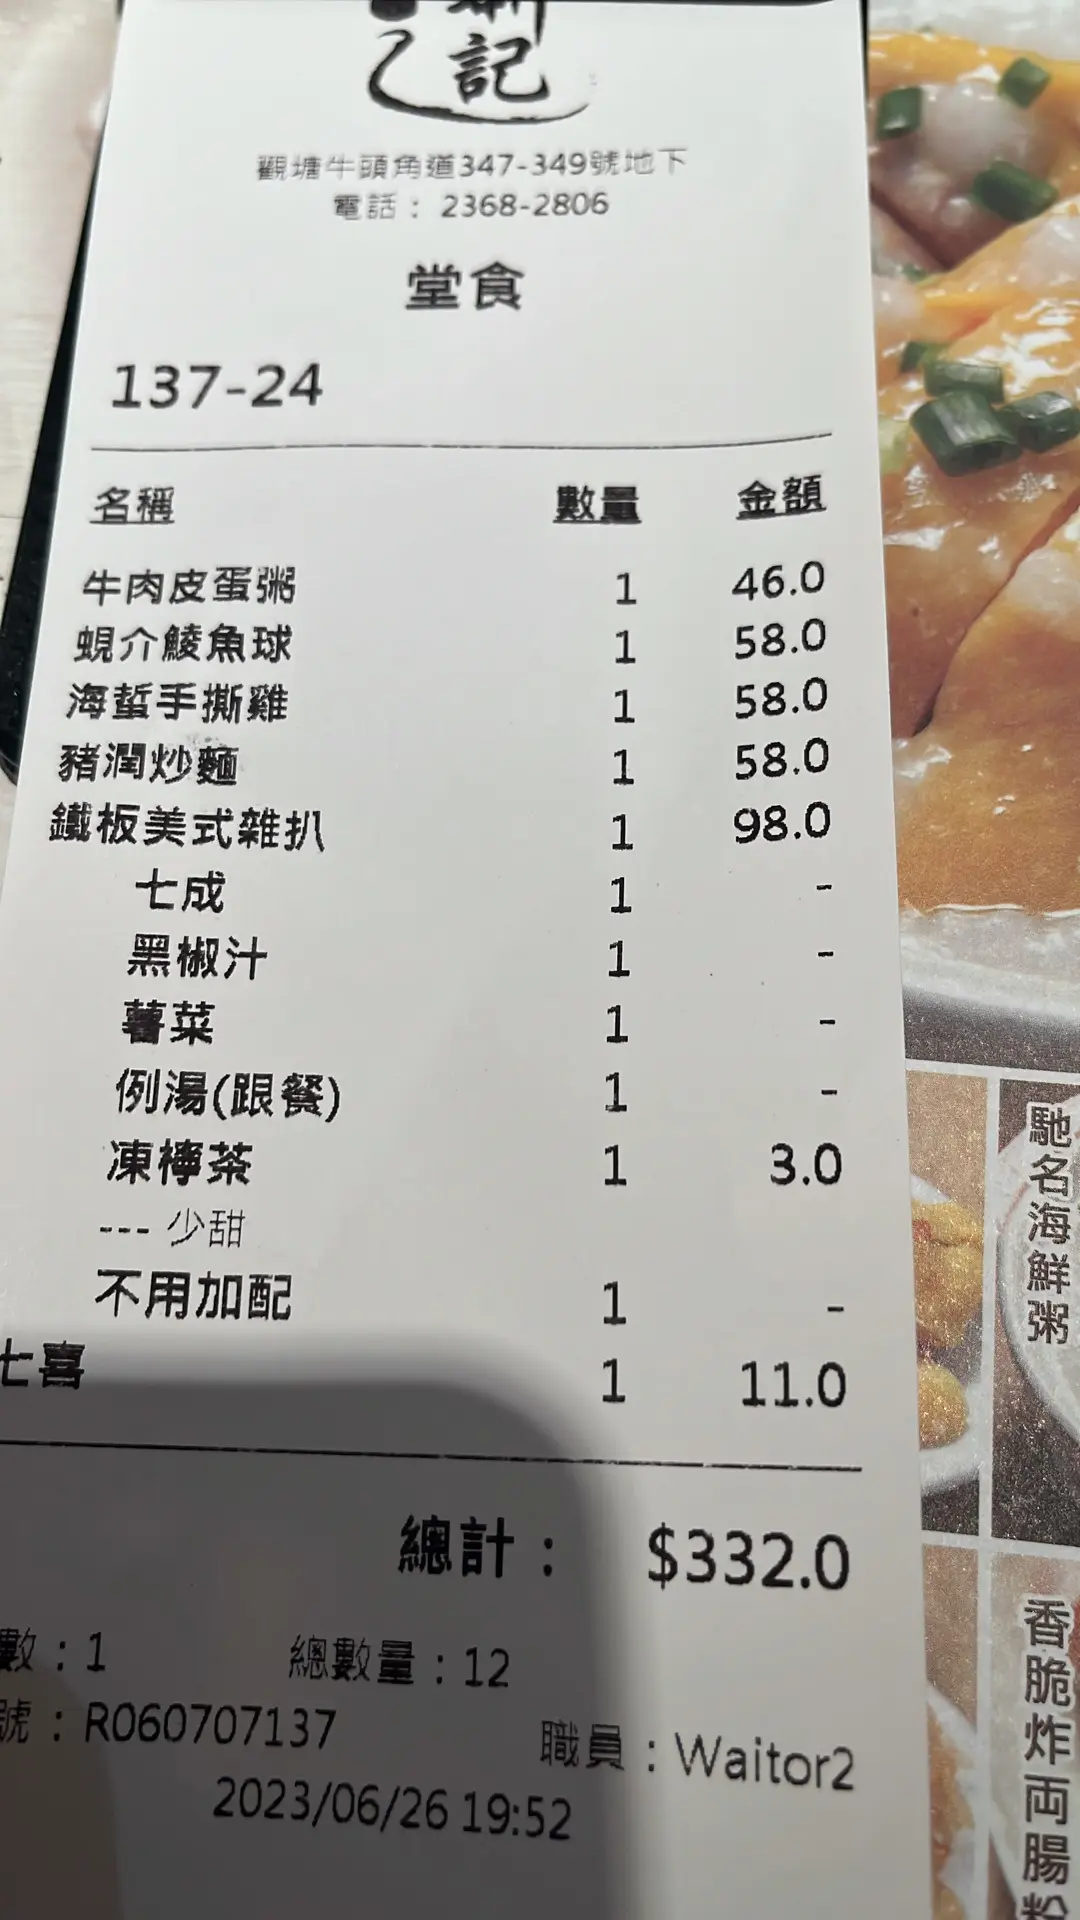 記
觀塘牛頭角道347-349號地下
電話： 2368-2806
堂食
137-24
名稱 數量 金額
牛肉皮蛋粥 1 46.0
蜆介鯪魚球 1 58.0
海蜇手撕雞 1 58.0
豬潤炒麵 1 58.0
鐵板美式雜扒 1 98.0
七成 1 -
黑椒汁 1 -
薯菜 1 -
例湯(跟餐) 1 -
凍檸茶 1 3.0
--- 少甜
不用加配 1 -
七喜 1 11.0
總計： $332.0
數：1 總數量：12
號：R060707137 職員：Waitor2
2023/06/26 19:52
馳名海鮮粥
香脆炸両腸粉